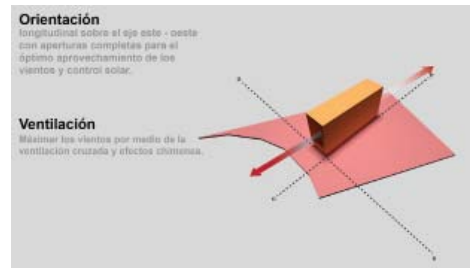 Orientación
longitudinal sobre el eje este - oeste
con aperturas completas para el
óptimo aprovechamiento de los
vientos y control solar.
Ventilación
Máximar los vientos por medio de la
ventilación cruzada y efectos chimenea.